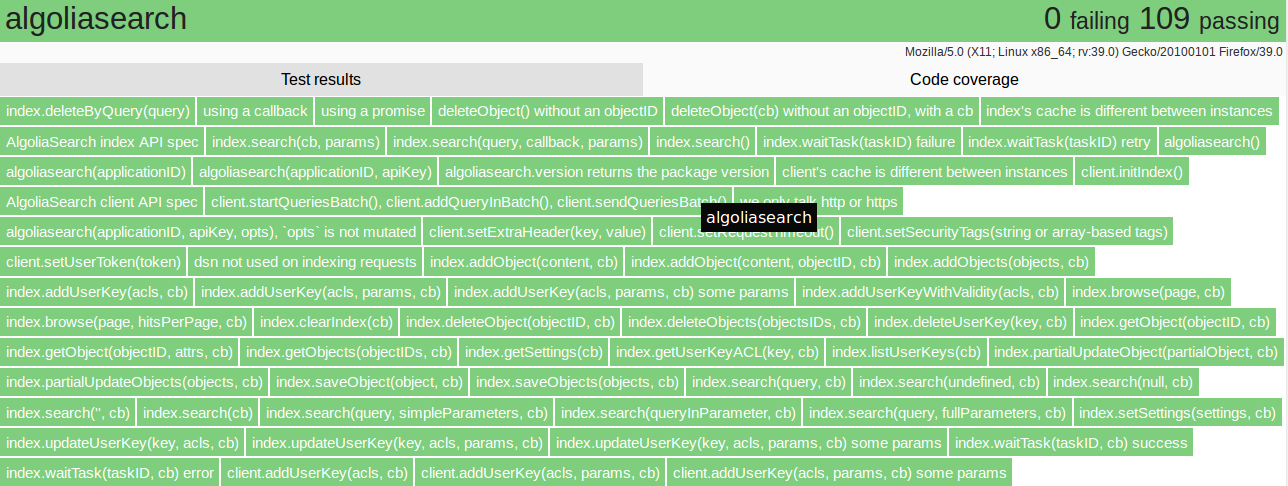 algoliasearch 0 failing 109 passing
Mozilla/5.0 (X11; Linux x86_64; rv:39.0) Gecko/20100101 Firefox/39.0
Test results Code coverage
index.deleteByQuery(query) using a callback using a promise deleteObject() without an objectID deleteObject(cb) without an objectID, with a cb index's cache is different between instances
AlgoliaSearch index API spec index.search(cb, params) index.search(query, callback, params) index.search() index.waitTask(taskID) failure index.waitTask(taskID) retry algoliasearch()
algoliasearch(applicationID) algoliasearch(applicationID, apiKey) algoliasearch.version returns the package version client's cache is different between instances client.initIndex()
AlgoliaSearch client API spec client.startQueriesBatch(), client.addQueryInBatch(), client.sendQueriesBatch() we only talk http or https
algoliasearch
algoliasearch(applicationID, apiKey, opts), `opts` is not mutated client.setExtraHeader(key, value) client.setRequestTimeout() client.setSecurityTags(string or array-based tags)
client.setUserToken(token) dsn not used on indexing requests index.addObject(content, cb) index.addObject(content, objectID, cb) index.addObjects(objects, cb)
index.addUserKey(acls, cb) index.addUserKey(acls, params, cb) index.addUserKey(acls, params, cb) some params index.addUserKeyWithValidity(acls, cb) index.browse(page, cb)
index.browse(page, hitsPerPage, cb) index.clearIndex(cb) index.deleteObject(objectID, cb) index.deleteObjects(objectsIDs, cb) index.deleteUserKey(key, cb) index.getObject(objectID, cb)
index.getObject(objectID, attrs, cb) index.getObjects(objectIDs, cb) index.getSettings(cb) index.getUserKeyACL(key, cb) index.listUserKeys(cb) index.partialUpdateObject(partialObject, cb)
index.partialUpdateObjects(objects, cb) index.saveObject(object, cb) index.saveObjects(objects, cb) index.search(query, cb) index.search(undefined, cb) index.search(null, cb)
index.search('', cb) index.search(cb) index.search(query, simpleParameters, cb) index.search(queryInParameter, cb) index.search(query, fullParameters, cb) index.setSettings(settings, cb)
index.updateUserKey(key, acls, cb) index.updateUserKey(key, acls, params, cb) index.updateUserKey(key, acls, params, cb) some params index.waitTask(taskID, cb) success
index.waitTask(taskID, cb) error client.addUserKey(acls, cb) client.addUserKey(acls, params, cb) client.addUserKey(acls, params, cb) some params